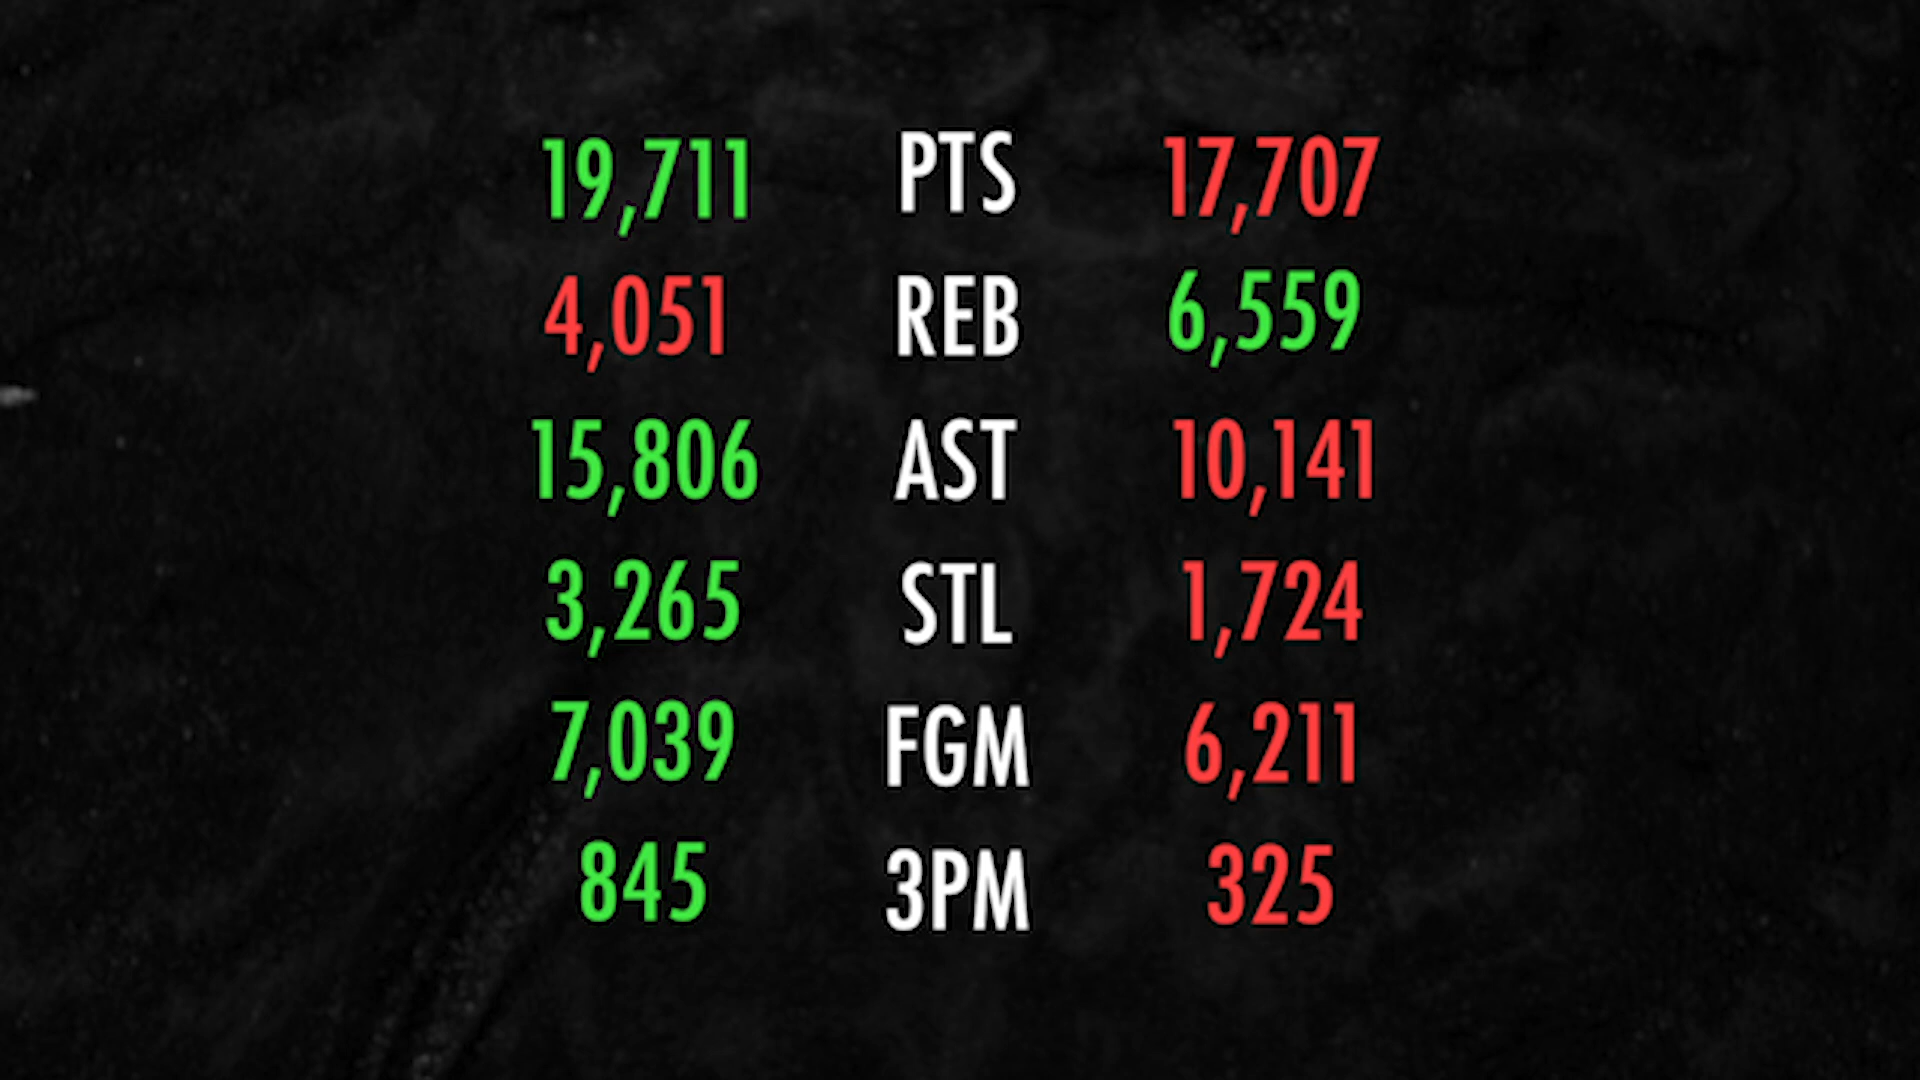 19,711 PTS 17,707
4,051 REB 6,559
15,806 AST 10,141
3,265 STL 1,724
7,039 FGM 6,211
845 3PM 325